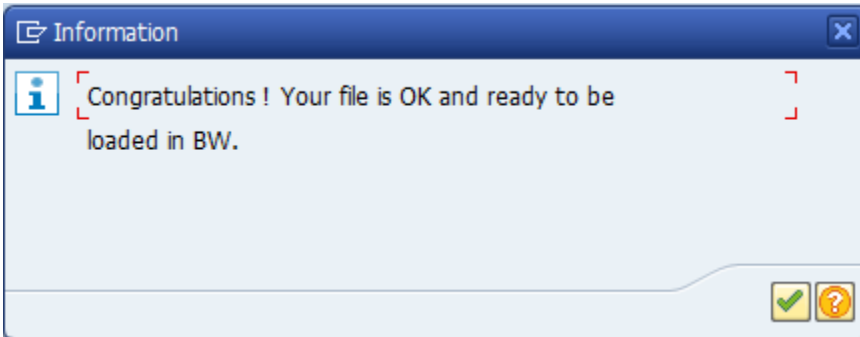 Information
Congratulations ! Your file is OK and ready to be
loaded in BW.